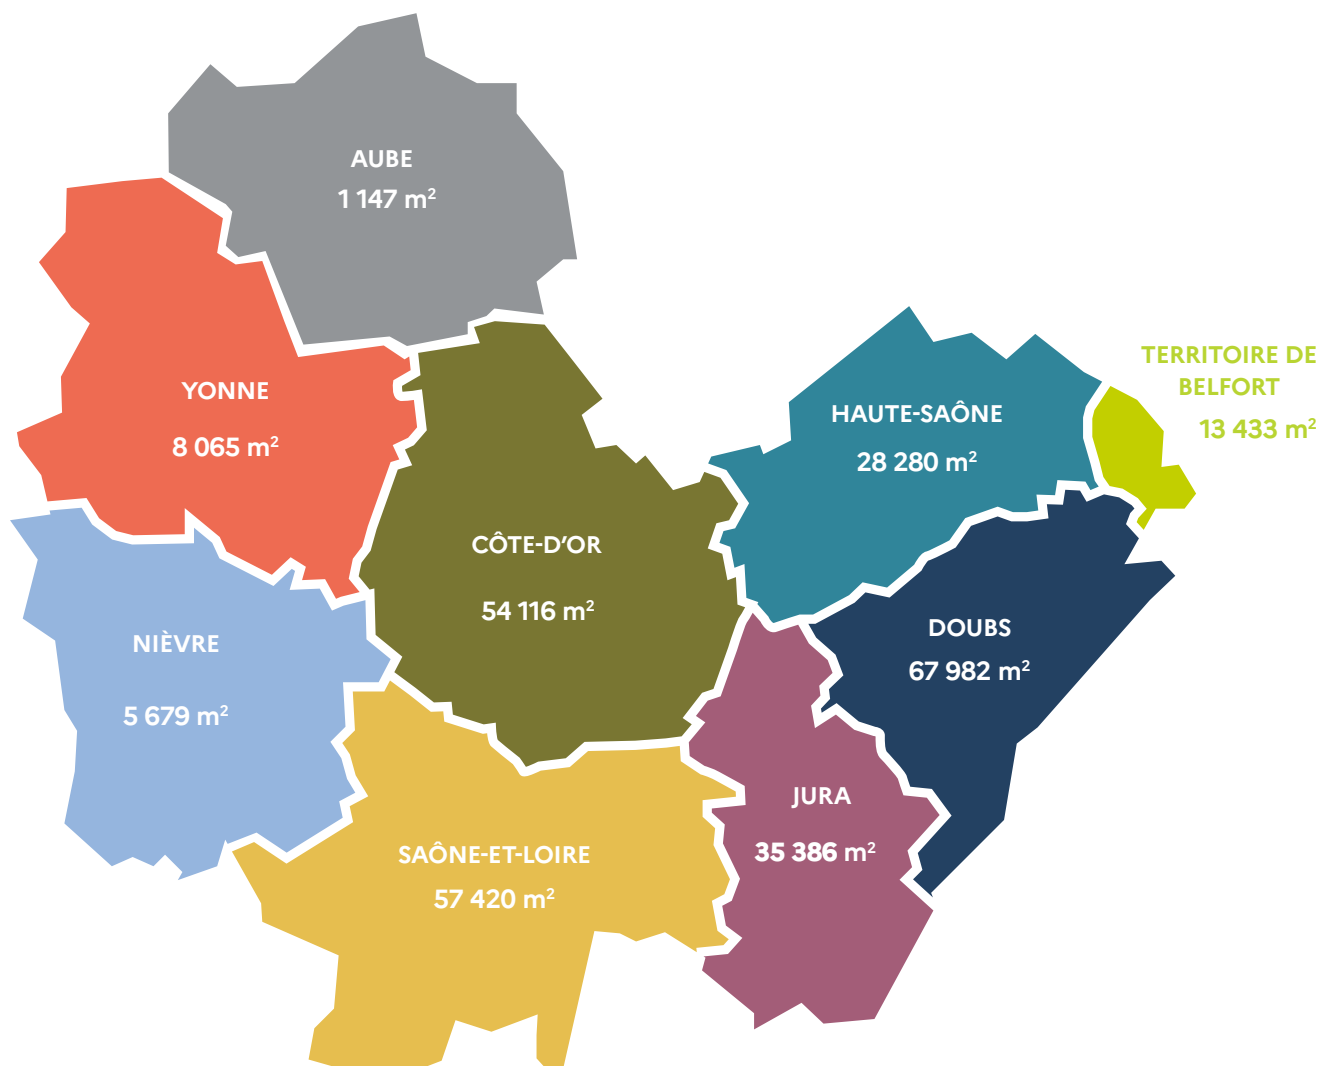 AUBE
1 147 m²
YONNE
8 065 m²
TERRITOIRE DE
BELFORT
13 433 m²
HAUTE-SAÔNE
28 280 m²
CÔTE-D’OR
54 116 m²
NIÈVRE
5 679 m²
DOUBS
67 982 m²
JURA
35 386 m²
SAÔNE-ET-LOIRE
57 420 m²